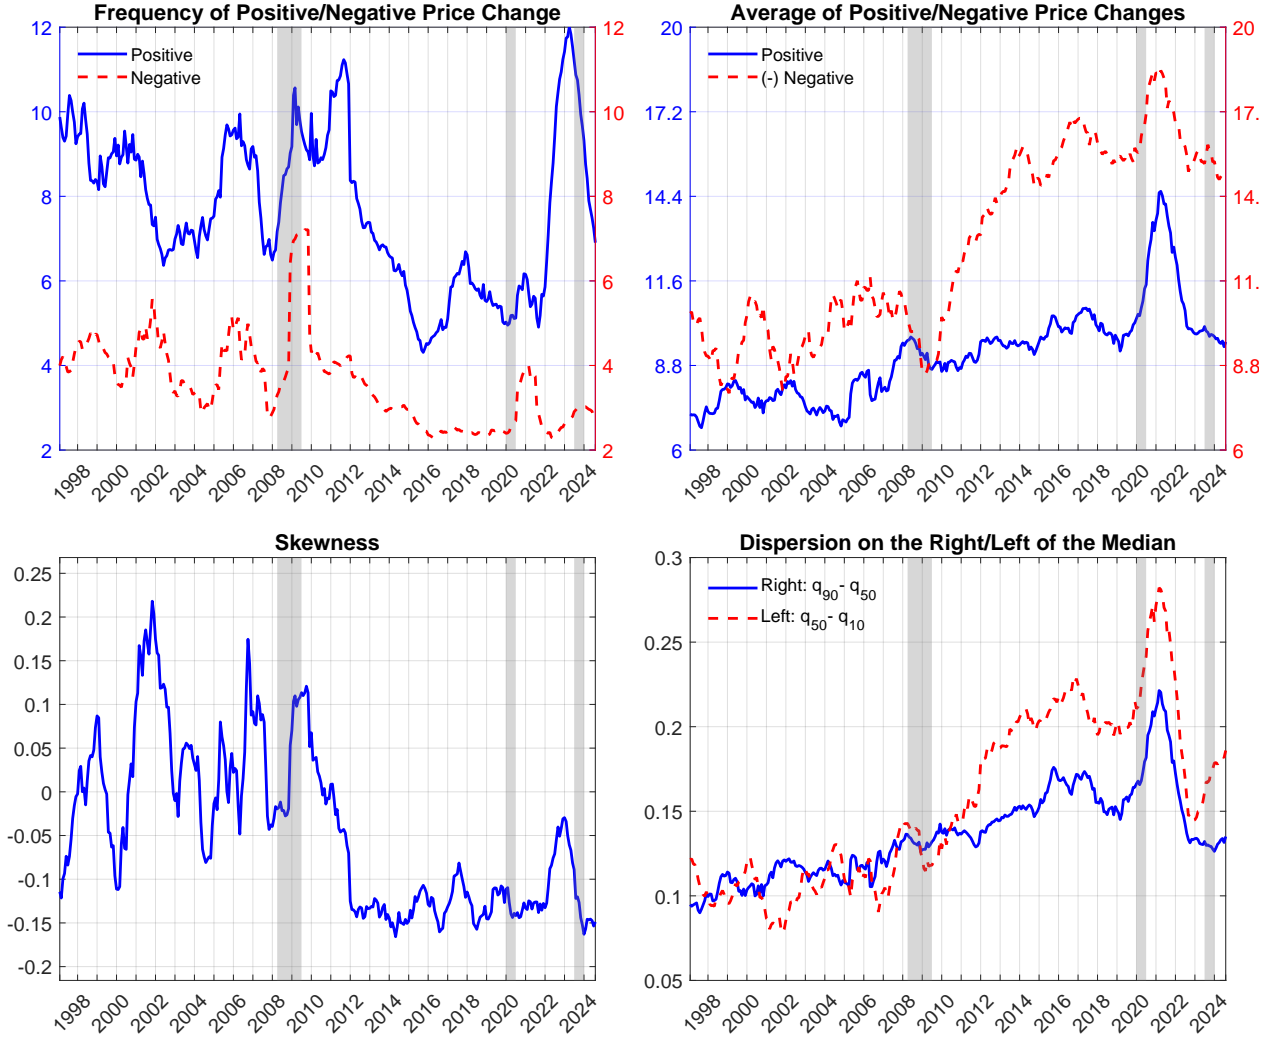 Frequency of Positive/Negative Price Change
12
10
8
6
4
2
Positive
Negative
12
10
8
6
4
2
1998 2000 2002 2004 2006 2008 2010 2012 2014 2016 2018 2020 2022 2024
Average of Positive/Negative Price Changes
20
17.2
14.4
11.6
8.8
6
Positive
(-) Negative
20
17.
14.
11.
8.8
6
1998 2000 2002 2004 2006 2008 2010 2012 2014 2016 2018 2020 2022 2024
Skewness
0.25
0.2
0.15
0.1
0.05
0
-0.05
-0.1
-0.15
-0.2
1998 2000 2002 2004 2006 2008 2010 2012 2014 2016 2018 2020 2022 2024
Dispersion on the Right/Left of the Median
0.3
0.25
0.2
0.15
0.1
0.05
Right: q90- q50
Left: q50- q10
1998 2000 2002 2004 2006 2008 2010 2012 2014 2016 2018 2020 2022 2024